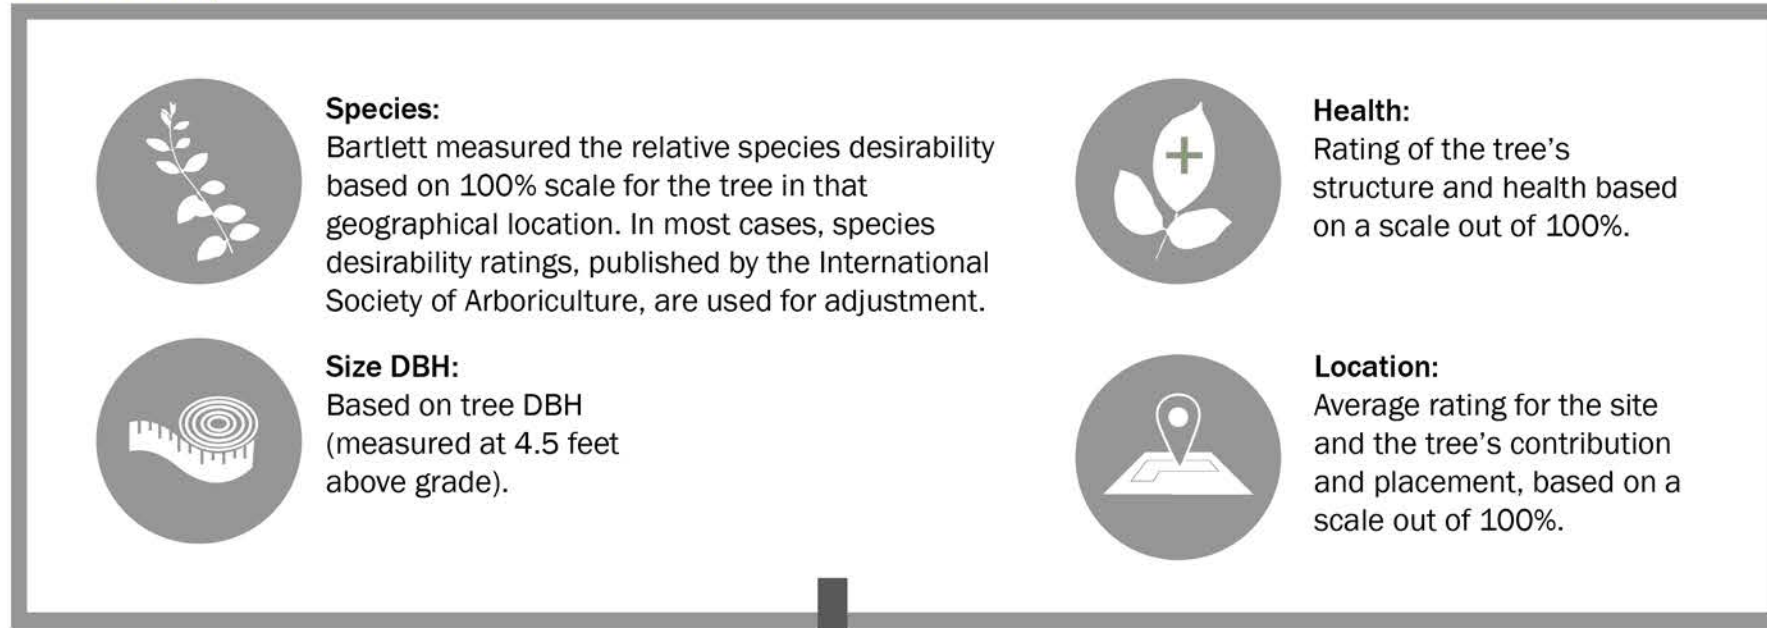 Species:
Bartlett measured the relative species desirability
based on 100% scale for the tree in that
geographical location. In most cases, species
desirability ratings, published by the International
Society of Arboriculture, are used for adjustment.
Size DBH:
Based on tree DBH
(measured at 4.5 feet
above grade).
Health:
Rating of the tree’s
structure and health based
on a scale out of 100%.
Location:
Average rating for the site
and the tree’s contribution
and placement, based on a
scale out of 100%.